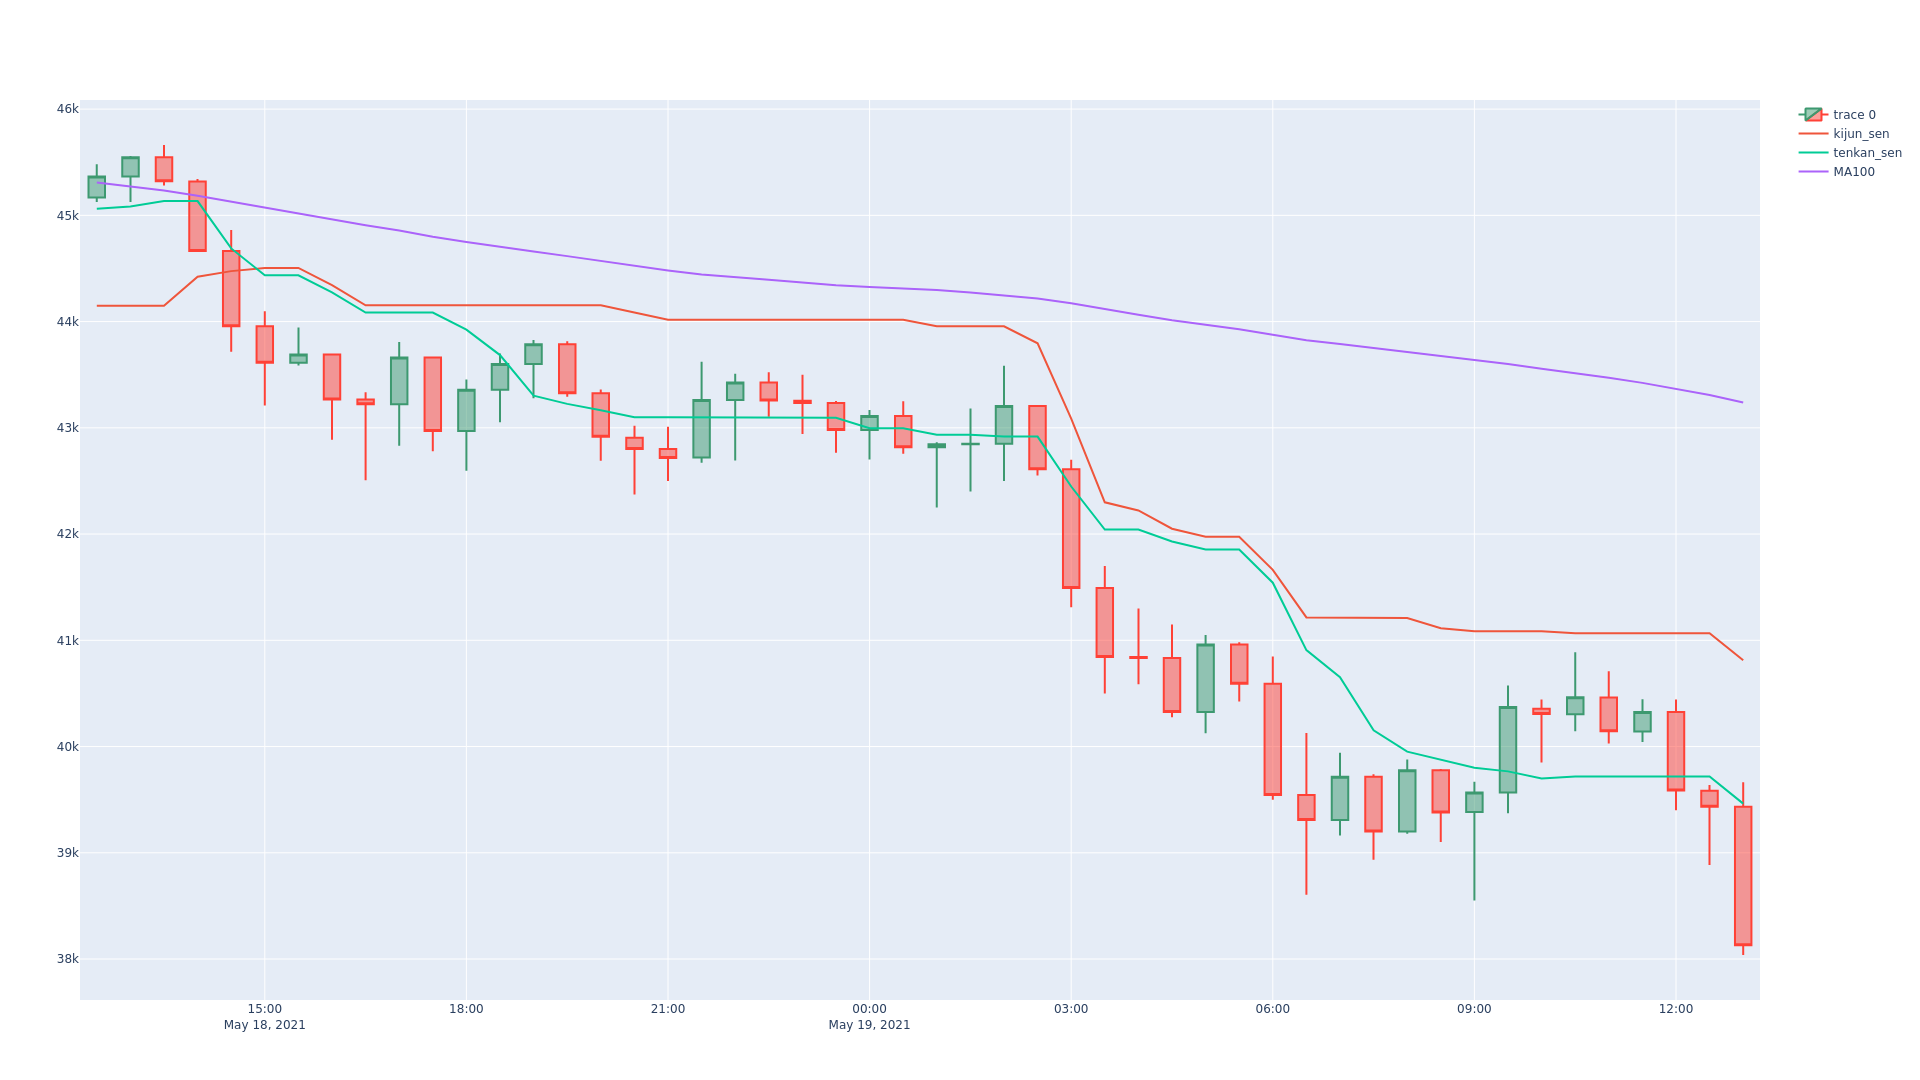 46k
45k
44k
43k
42k
41k
40k
39k
38k
15:00
May 18, 2021
18:00
21:00
00:00
May 19, 2021
03:00
06:00
09:00
12:00
trace 0
kijun_sen
tenkan_sen
MA100